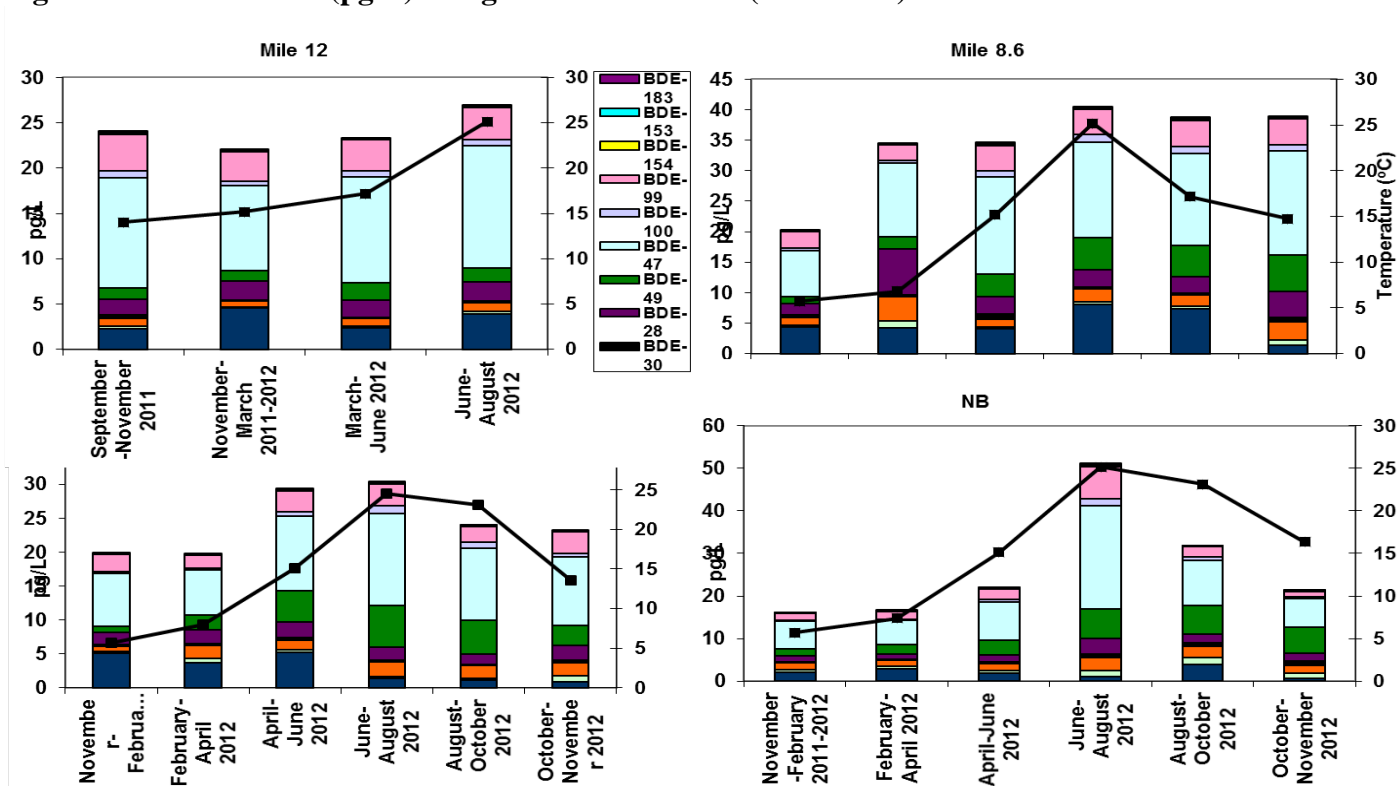 Mile 12
30
25
20
15
10
5
0
pg/L
30
25
20
15
10
5
0
September
-November
2011
November-
March
2011-2012
March-
June 2012
June-
August
2012
BDE-
183
BDE-
153
BDE-
154
BDE-
99
BDE-
100
BDE-
47
BDE-
49
BDE-
28
BDE-
30
Mile 8.6
45
40
35
30
25
20
15
10
5
0
pg/L
30
25
20
15
10
5
0
Temperature (ºC)
30
25
20
15
10
5
0
pg/L
25
20
15
10
5
0
Novembe
r-
Februa...
February-
April
2012
April-
June
2012
June-
August
2012
August-
October
2012
October-
Novembe
r 2012
NB
60
50
40
30
20
10
0
pg/L
30
25
20
15
10
5
0
November
-February
2011-2012
February-
April 2012
April-June
2012
June-
August
2012
August-
October
2012
October-
November
2012